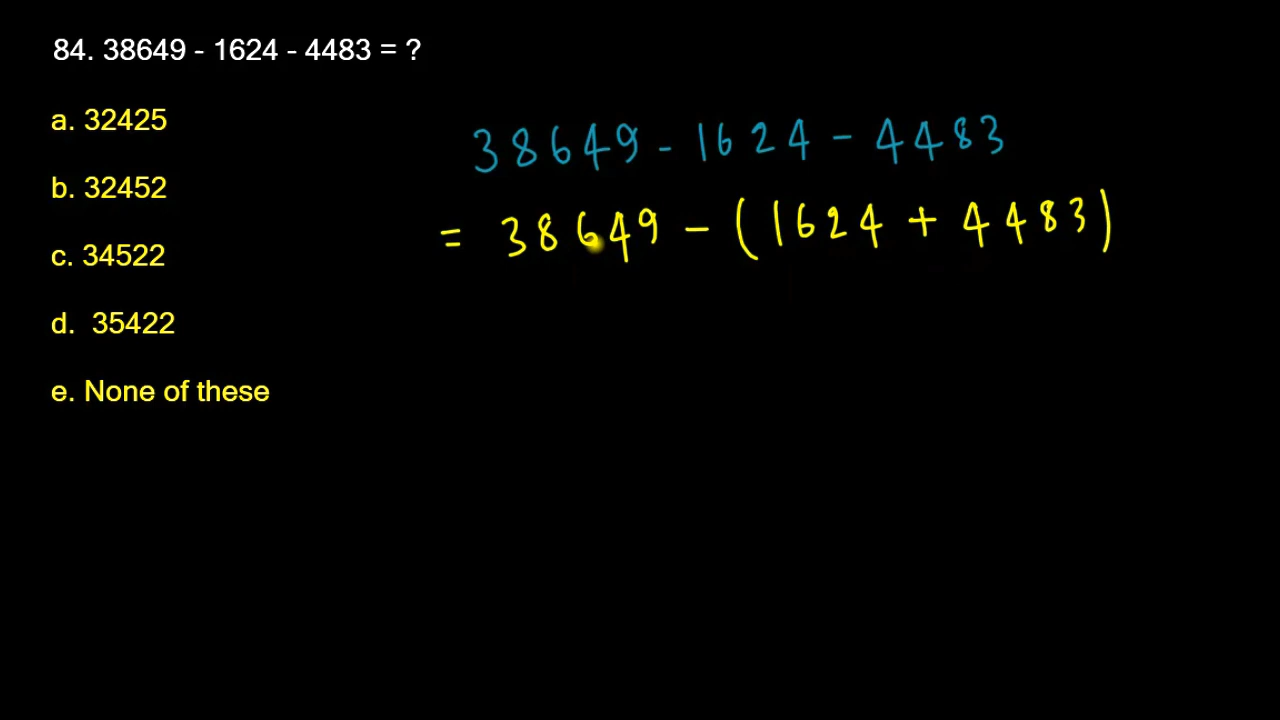 84. 38649 - 1624 - 4483 = ?
a. 32425
38649 - 1624 - 4483
b. 32452
= 38649 - (1624 + 4483)
c. 34522
d. 35422
e. None of these